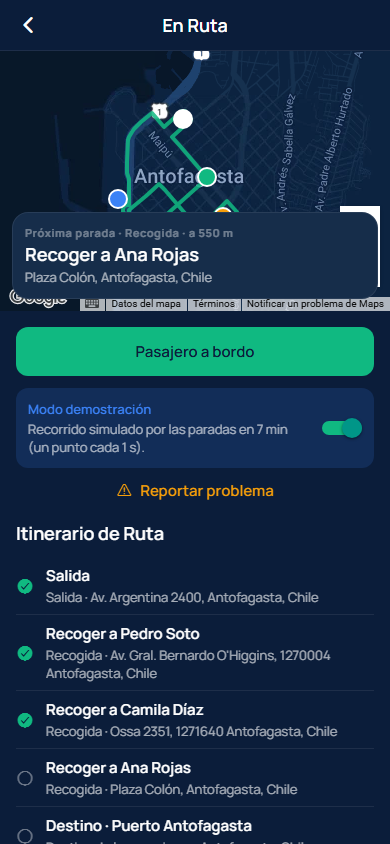 En Ruta
1
1
Maipú
Antofagasta
Av. Andrés Sabella Gálvez
Av. Padre Alberto Hurtado
Próxima parada · Recogida · a 550 m
Recoger a Ana Rojas
Plaza Colón, Antofagasta, Chile
Google
Datos del mapa
Términos
Notificar un problema de Maps
Pasajero a bordo
Modo demostración
Recorrido simulado por las paradas en 7 min
(un punto cada 1 s).
Reportar problema
Itinerario de Ruta
Salida
Salida · Av. Argentina 2400, Antofagasta, Chile
Recoger a Pedro Soto
Recogida · Av. Gral. Bernardo O'Higgins, 1270004
Antofagasta, Chile
Recoger a Camila Díaz
Recogida · Ossa 2351, 1271640 Antofagasta, Chile
Recoger a Ana Rojas
Recogida · Plaza Colón, Antofagasta, Chile
Destino · Puerto Antofagasta